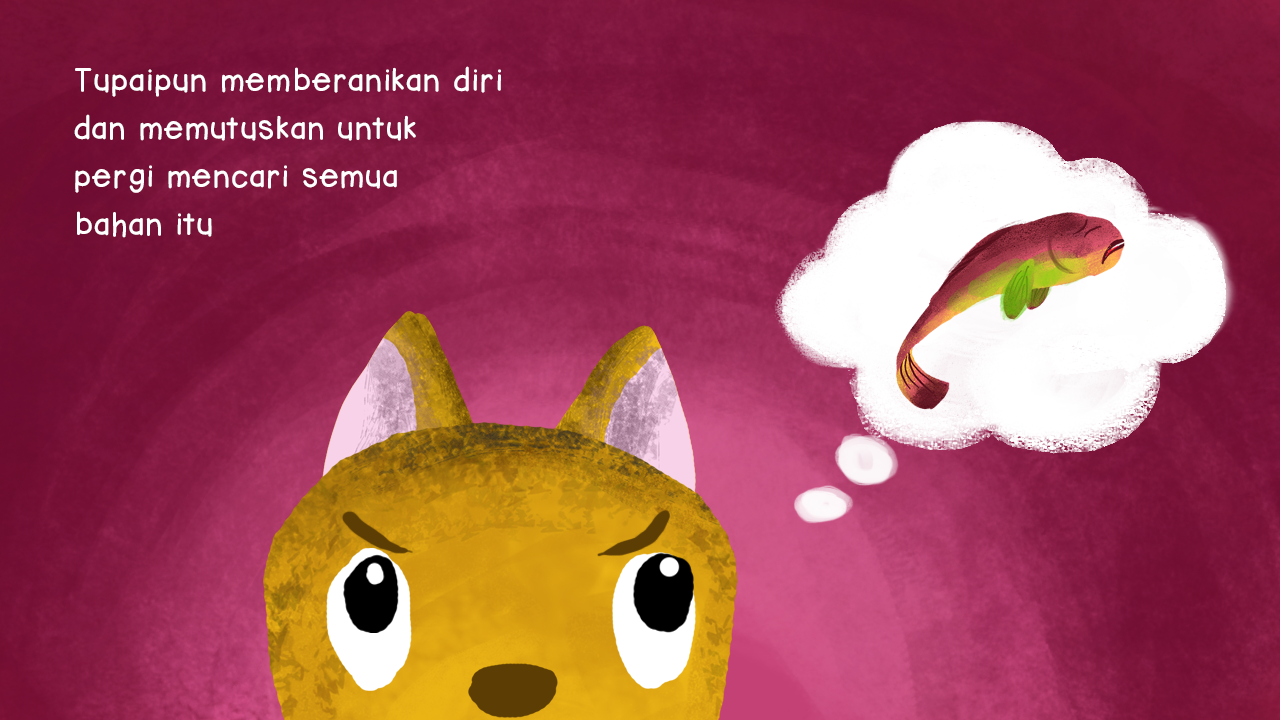 Tupaipun memberanikan diri
dan memutuskan untuk
pergi mencari semua
bahan itu